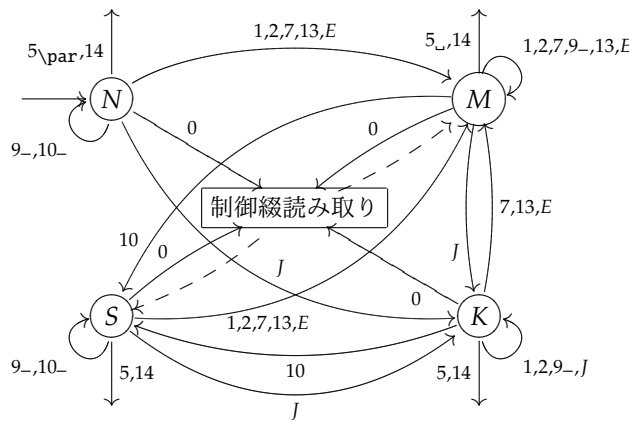 1,2,7,13,E
5\par,14
5␣,14
1,2,7,9_,13,E
N
M
9_,10_
0
0
制御綴読み取り
7,13,E
10
0
J
J
0
S
K
1,2,7,13,E
9_,10_
5,14
10
5,14
1,2,9_,J
J